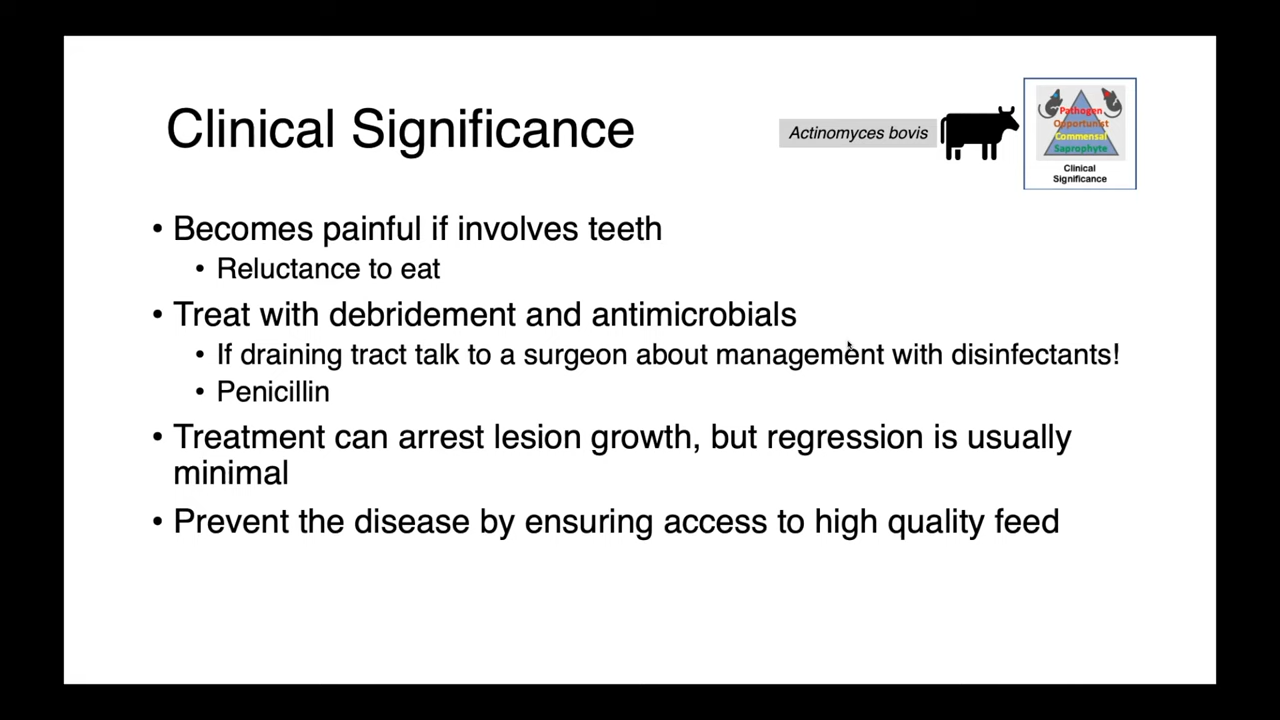 Clinical Significance
Actinomyces bovis
Pathogen
Opportunist
Commensal
Saprophyte
Clinical
Significance
• Becomes painful if involves teeth
• Reluctance to eat
• Treat with debridement and antimicrobials
• If draining tract talk to a surgeon about management with disinfectants!
• Penicillin
• Treatment can arrest lesion growth, but regression is usually
minimal
• Prevent the disease by ensuring access to high quality feed